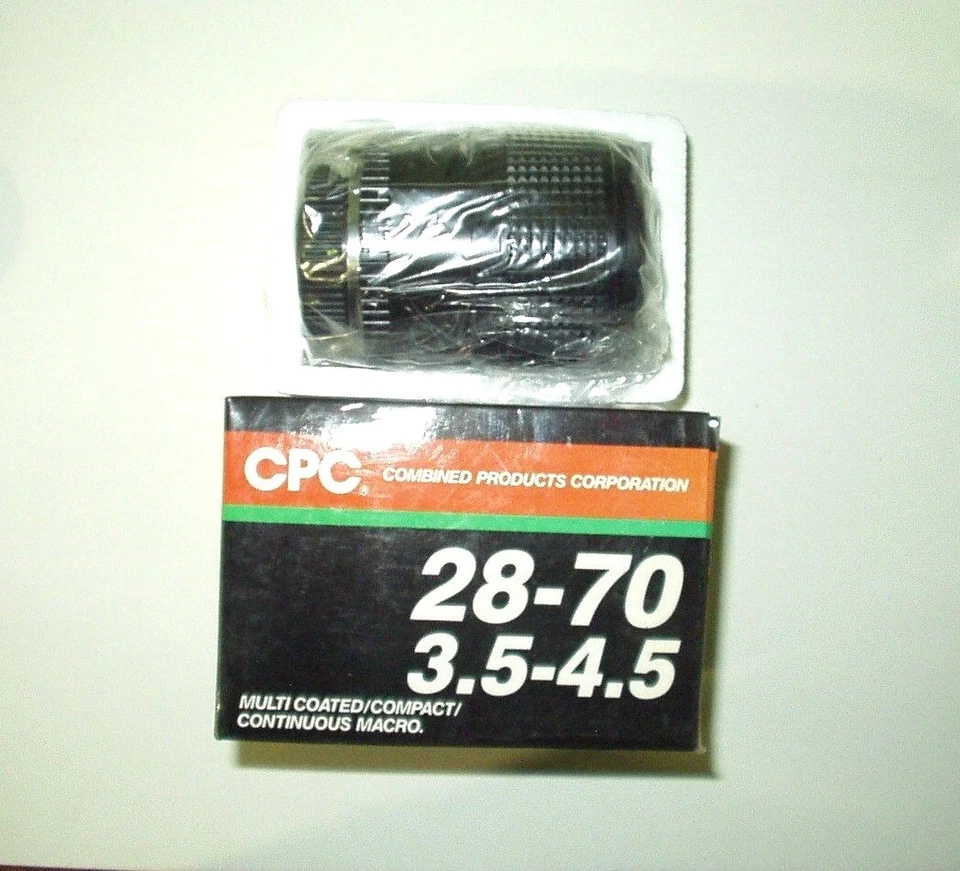 CPC® COMBINED PRODUCTS CORPORATION
28-70
3.5-4.5
MULTI COATED/COMPACT/
CONTINUOUS MACRO.